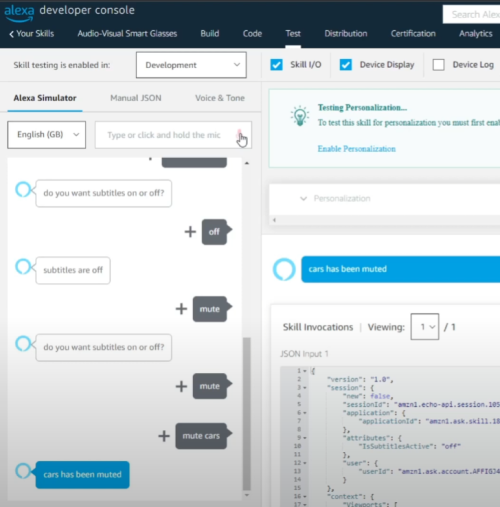 alexa developer console
Search Alex
Your Skills Audio-Visual Smart Glasses Build Code Test Distribution Certification Analytics
Skill testing is enabled in: Development
Skill I/O Device Display Device Log
Alexa Simulator Manual JSON Voice & Tone
English (GB) Type or click and hold the mic
Testing Personalization...
To test this skill for personalization you must first enab
Enable Personalization
Personalization
do you want subtitles on or off?
off
subtitles are off
mute
do you want subtitles on or off?
mute
mute cars
cars has been muted
cars has been muted
Skill Invocations | Viewing: 1 / 1
JSON Input 1
1 {
2 "version": "1.0",
3 "session": {
4 "new": false,
5 "sessionId": "amzn1.echo-api.session.105
6 "application": {
7 "applicationId": "amzn1.ask.skill.18
8 },
9 "attributes": {
10 "IsSubtitlesActive": "off"
11 },
12 "user": {
13 "userId": "amzn1.ask.account.
14 }
15 },
16 "context": {
17 "Viewports": [